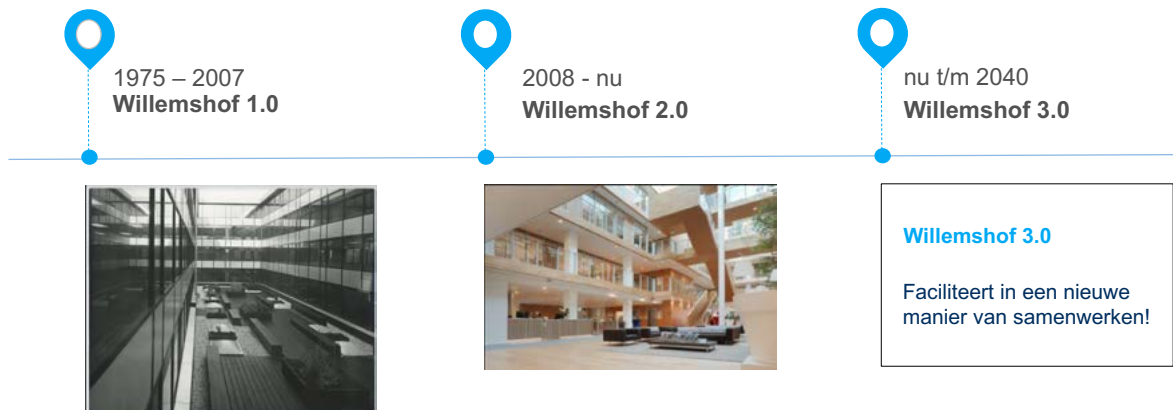 1975 – 2007
Willemshof 1.0
2008 - nu
Willemshof 2.0
nu t/m 2040
Willemshof 3.0
Willemshof 3.0
Faciliteert in een nieuwe
manier van samenwerken!